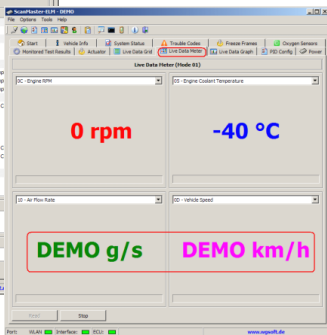 ScanMaster-ELM - DEMO
File Options Tools Help
Start Vehicle Info System Status Trouble Codes Freeze Frames Oxygen Sensors
Monitored Test Results Actuator Live Data Grid Live Data Meter Live Data Graph PID Config Power
Live Data Meter (Mode 01)
0C - Engine RPM
05 - Engine Coolant Temperature
0 rpm
-40 °C
10 - Air Flow Rate
0D - Vehicle Speed
DEMO g/s
DEMO km/h
Read Stop
Port: WLAN Interface: ECU: www.wgsoft.de